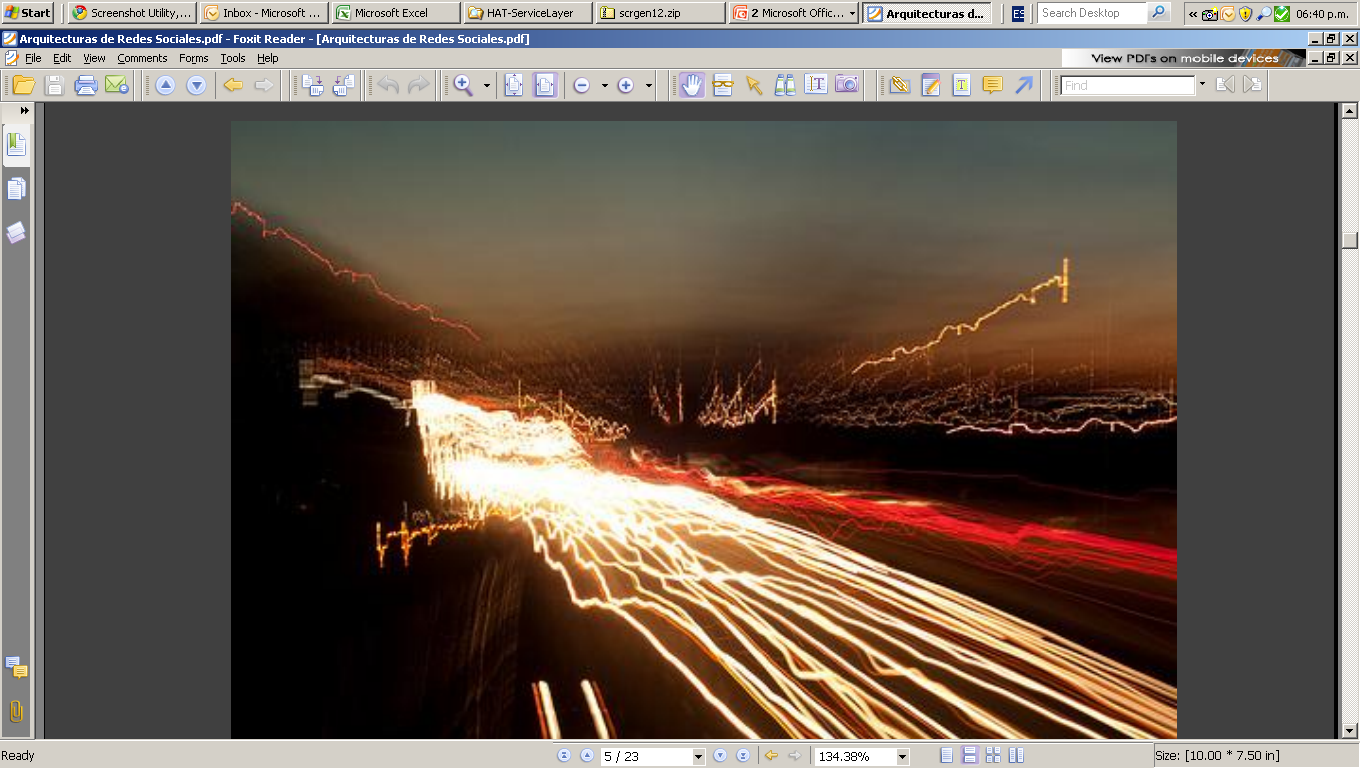 Start Screenshot Utility,... Inbox - Microsoft ... Microsoft Excel HAT-ServiceLayer scrgen12.zip 2 Microsoft Offic... Arquitecturas d... ES Search Desktop « 06:40 p.m.
Arquitecturas de Redes Sociales.pdf - Foxit Reader - [Arquitecturas de Redes Sociales.pdf]
File Edit View Comments Forms Tools Help View PDFs on mobile devices
Find
Ready 5 / 23 134.38% Size: [10.00 * 7.50 in]